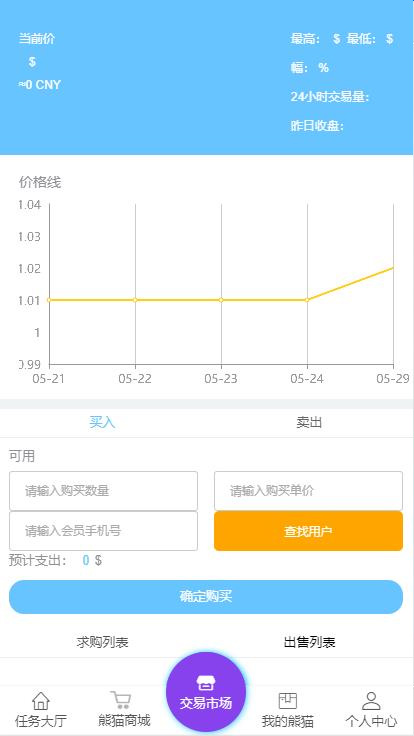 当前价
$
≈0 CNY
最高： $ 最低： $
幅： %
24小时交易量：
昨日收盘：
价格线
1.04
1.03
1.02
1.01
1
0.99
05-21 05-22 05-23 05-24 05-29
买入 卖出
可用
请输入购买数量 请输入购买单价
请输入会员手机号 查找用户
预计支出： 0 $
确定购买
求购列表 出售列表
任务大厅 熊猫商城 交易市场 我的熊猫 个人中心